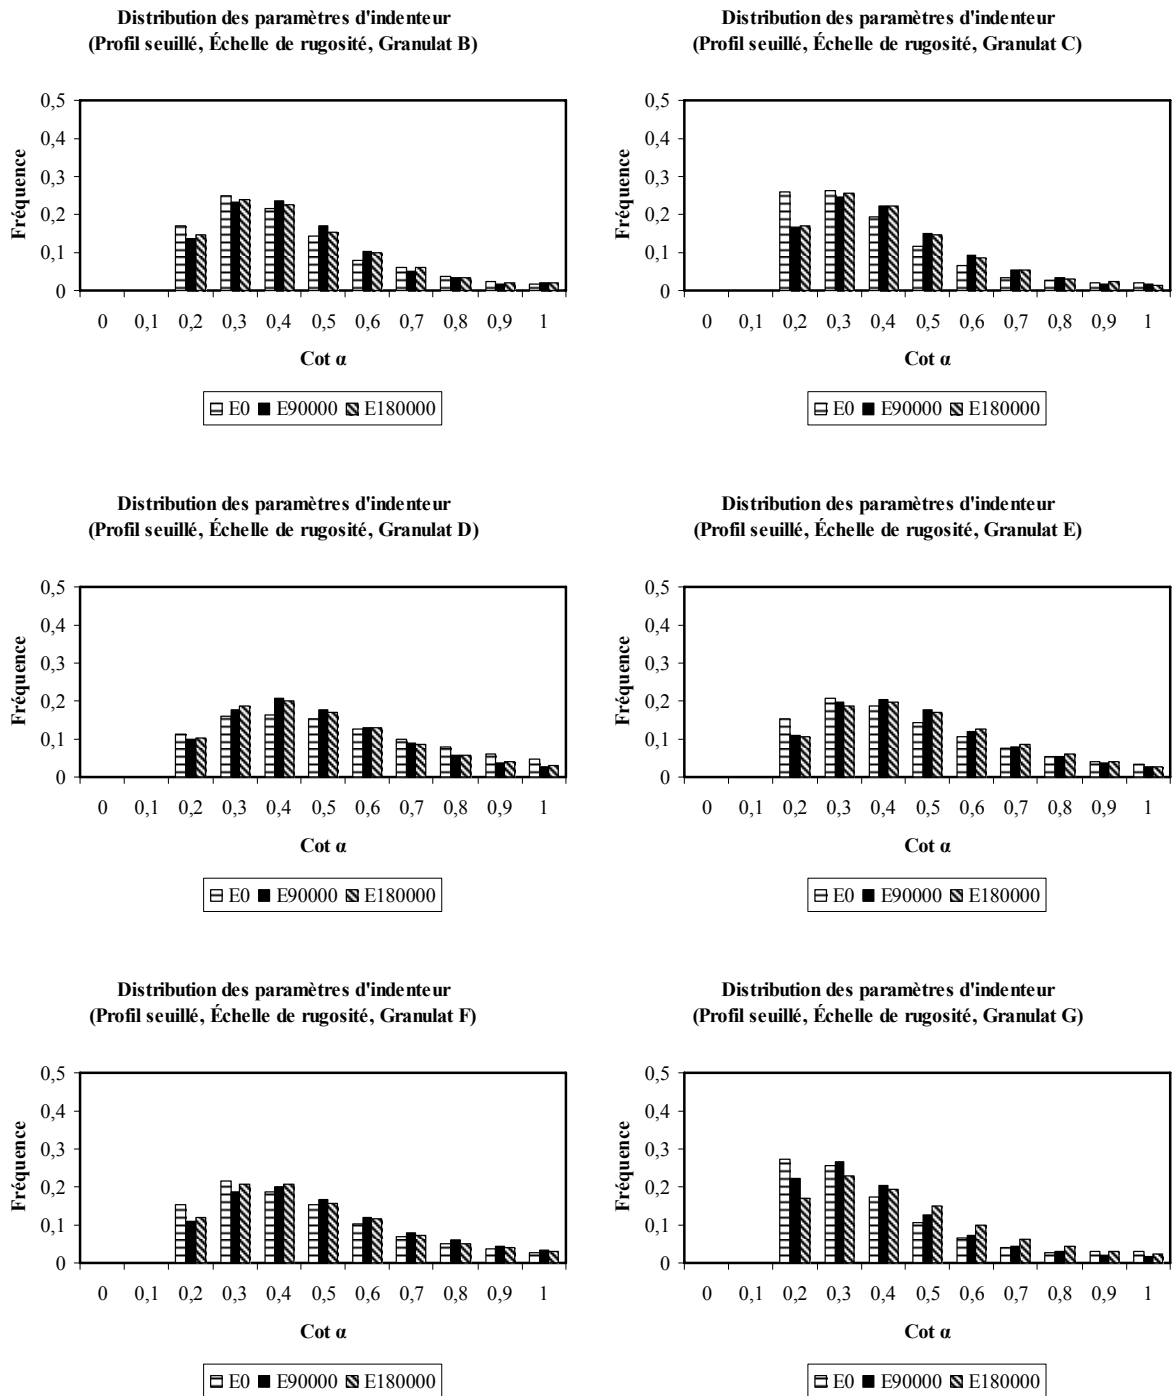 Distribution des paramètres d'indenteur
(Profil seuillé, Échelle de rugosité, Granulat B)
0,5
0,4
0,3
0,2
0,1
0
Fréquence
0 0,1 0,2 0,3 0,4 0,5 0,6 0,7 0,8 0,9 1
Cot α
E0 E90000 E180000
Distribution des paramètres d'indenteur
(Profil seuillé, Échelle de rugosité, Granulat C)
0,5
0,4
0,3
0,2
0,1
0
Fréquence
0 0,1 0,2 0,3 0,4 0,5 0,6 0,7 0,8 0,9 1
Cot α
E0 E90000 E180000
Distribution des paramètres d'indenteur
(Profil seuillé, Échelle de rugosité, Granulat D)
0,5
0,4
0,3
0,2
0,1
0
Fréquence
0 0,1 0,2 0,3 0,4 0,5 0,6 0,7 0,8 0,9 1
Cot α
E0 E90000 E180000
Distribution des paramètres d'indenteur
(Profil seuillé, Échelle de rugosité, Granulat E)
0,5
0,4
0,3
0,2
0,1
0
Fréquence
0 0,1 0,2 0,3 0,4 0,5 0,6 0,7 0,8 0,9 1
Cot α
E0 E90000 E180000
Distribution des paramètres d'indenteur
(Profil seuillé, Échelle de rugosité, Granulat F)
0,5
0,4
0,3
0,2
0,1
0
Fréquence
0 0,1 0,2 0,3 0,4 0,5 0,6 0,7 0,8 0,9 1
Cot α
E0 E90000 E180000
Distribution des paramètres d'indenteur
(Profil seuillé, Échelle de rugosité, Granulat G)
0,5
0,4
0,3
0,2
0,1
0
Fréquence
0 0,1 0,2 0,3 0,4 0,5 0,6 0,7 0,8 0,9 1
Cot α
E0 E90000 E180000